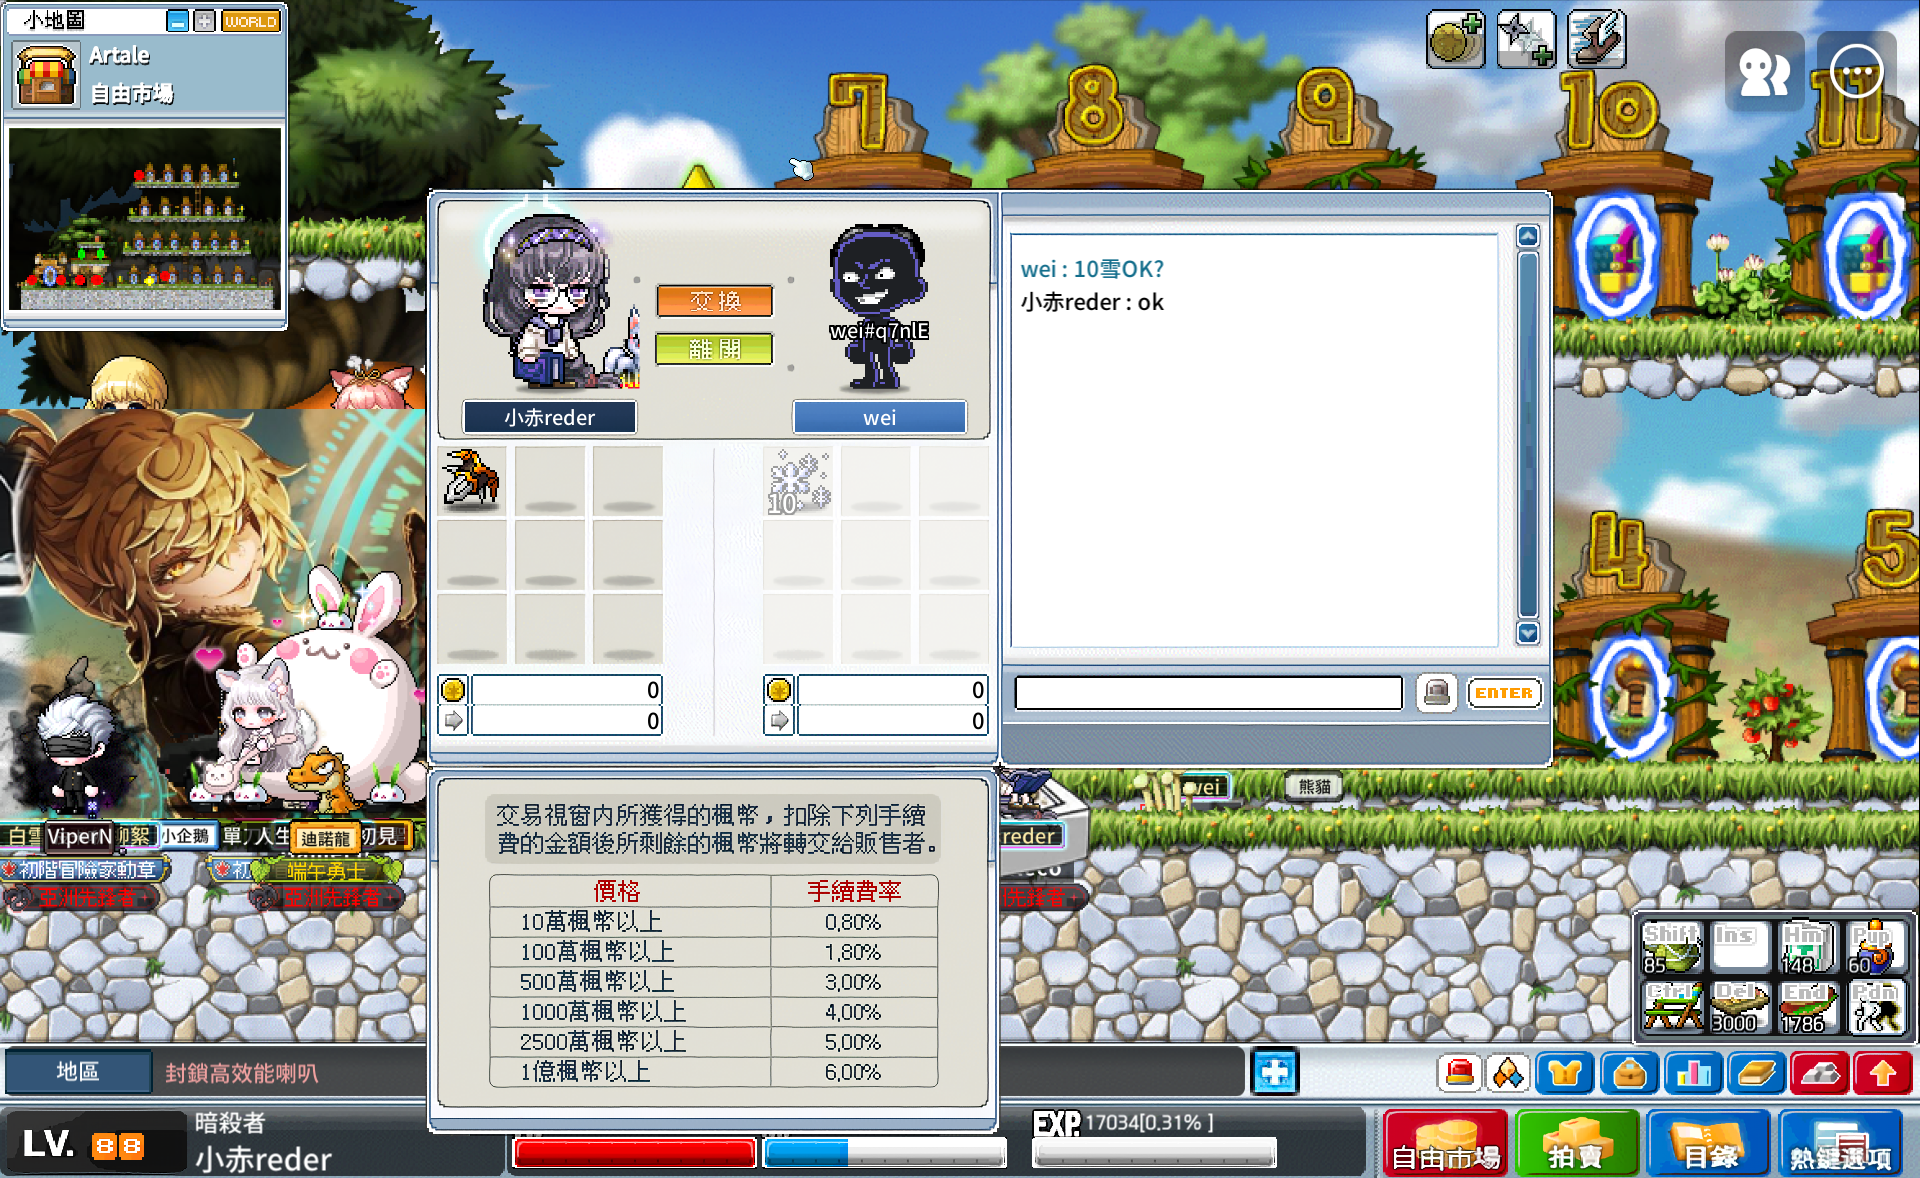 小地圖
WORLD
Artale
自由市場
7
8
9
10
11
4
5
wei : 10雪OK?
小赤reder : ok
交換
離開
wei#q7nlE
小赤reder
wei
10
0
0
0
0
ENTER
交易視窗内所獲得的楓幣，扣除下列手續
費的金額後所剩餘的楓幣將轉交給販售者。
價格 手續費率
10萬楓幣以上 0,80%
100萬楓幣以上 1,80%
500萬楓幣以上 3,00%
1000萬楓幣以上 4,00%
2500萬楓幣以上 5,00%
1億楓幣以上 6,00%
ViperN
小企鵝
人生
迪諾龍
初見
初階冒險家勳章
端午勇士
亞洲先鋒者
亞洲先鋒者
wei
熊貓
reder
先鋒者
Shift 85
Ins
Hm 148
Pup 60
Ctrl
Del 3000
End 1786
Pdn
地區
封鎖高效能喇叭
LV. 88
暗殺者
小赤reder
EXP. 17034[0.31% ]
自由市場
拍賣
目錄
熱鍵選項